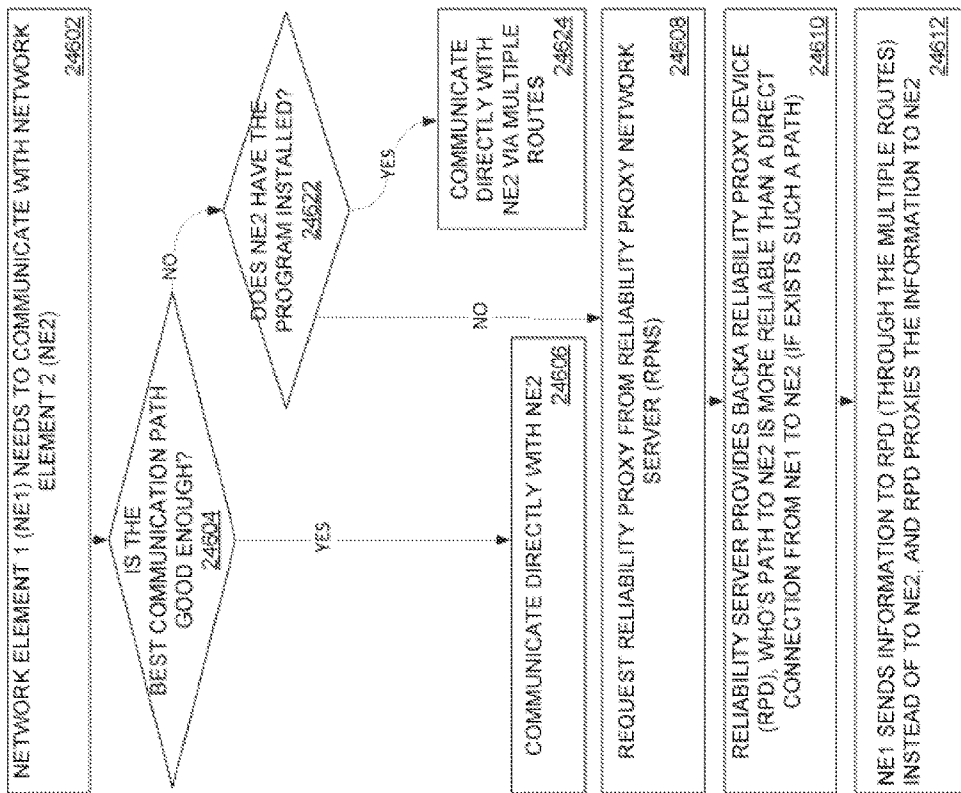 NETWORK ELEMENT 1 (NE1) NEEDS TO COMMUNICATE WITH NETWORK
ELEMENT 2 (NE2)
24602
IS THE
BEST COMMUNICATION PATH
GOOD ENOUGH?
24604
NO
YES
DOES NE2 HAVE THE
PROGRAM INSTALLED?
24622
YES
NO
COMMUNICATE
DIRECTLY WITH
NE2 VIA MULTIPLE
ROUTES
24624
COMMUNICATE DIRECTLY WITH NE2
24606
REQUEST RELIABILITY PROXY FROM RELIABILITY PROXY NETWORK
SERVER (RPNS)
24608
RELIABILITY SERVER PROVIDES BACKA RELIABILITY PROXY DEVICE
(RPD), WHO'S PATH TO NE2 IS MORE RELIABLE THAN A DIRECT
CONNECTION FROM NE1 TO NE2 (IF EXISTS SUCH A PATH)
24610
NE1 SENDS INFORMATION TO RPD (THROUGH THE MULTIPLE ROUTES)
INSTEAD OF TO NE2, AND RPD PROXIES THE INFORMATION TO NE2
24612